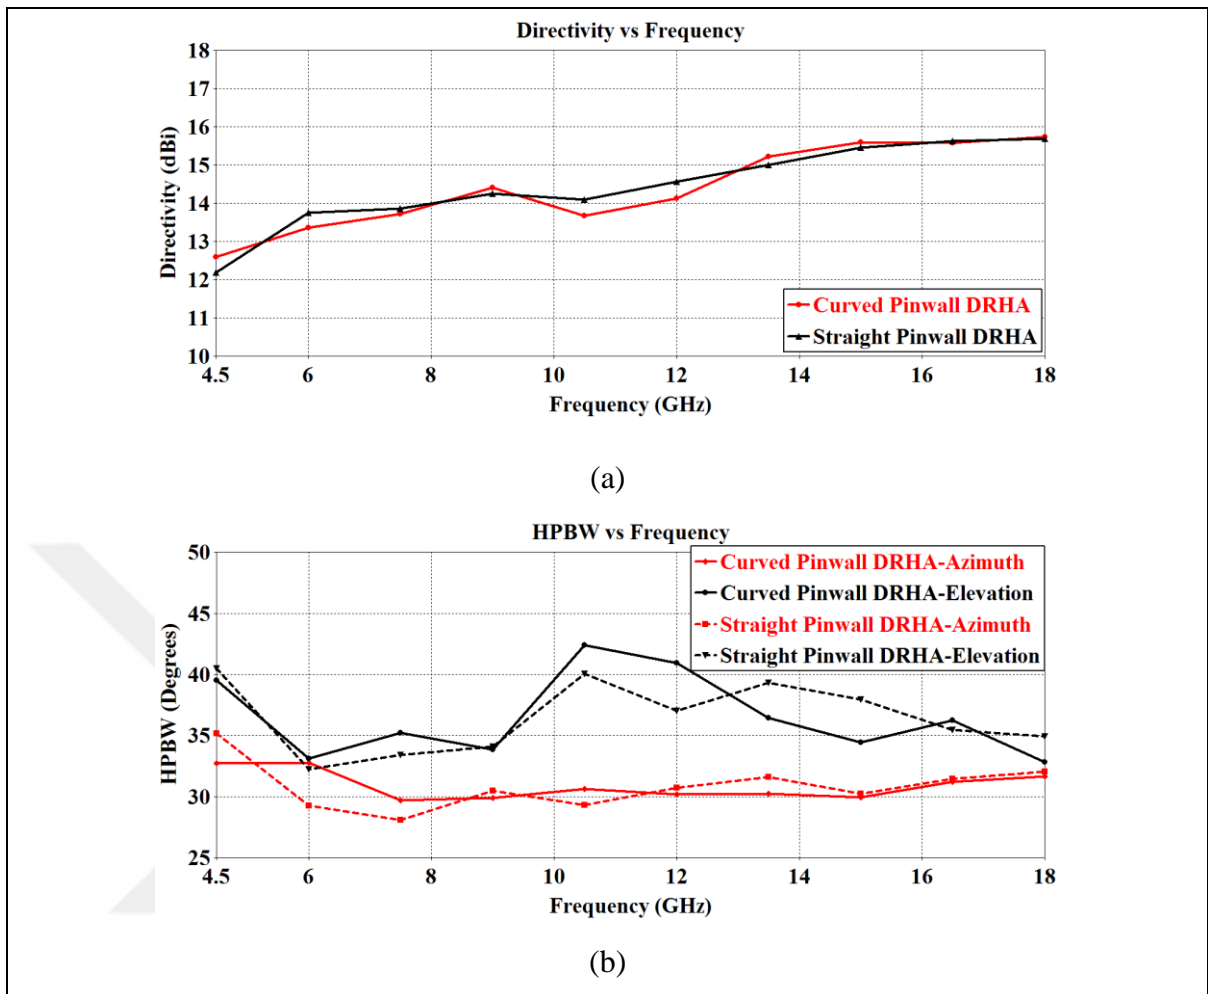 Directivity vs Frequency
18
17
16
15
14
13
12
11
10
Directivity (dBi)
Curved Pinwall DRHA
Straight Pinwall DRHA
4.5 6 8 10 12 14 16 18
Frequency (GHz)
(a)
HPBW vs Frequency
50
45
40
35
30
25
HPBW (Degrees)
Curved Pinwall DRHA-Azimuth
Curved Pinwall DRHA-Elevation
Straight Pinwall DRHA-Azimuth
Straight Pinwall DRHA-Elevation
4.5 6 8 10 12 14 16 18
Frequency (GHz)
(b)